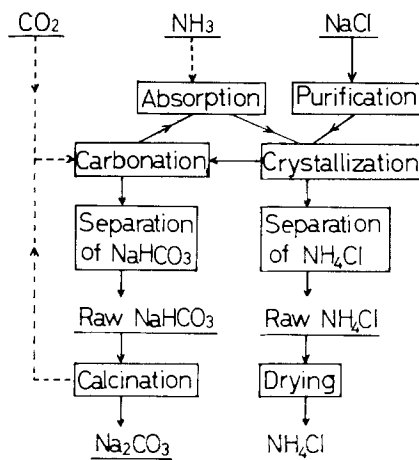 CO₂ NH₃ NaCl
Absorption Purification
Carbonation Crystallization
Separation
of NaHCO₃
Separation
of NH₄Cl
Raw NaHCO₃ Raw NH₄Cl
Calcination Drying
Na₂CO₃ NH₄Cl